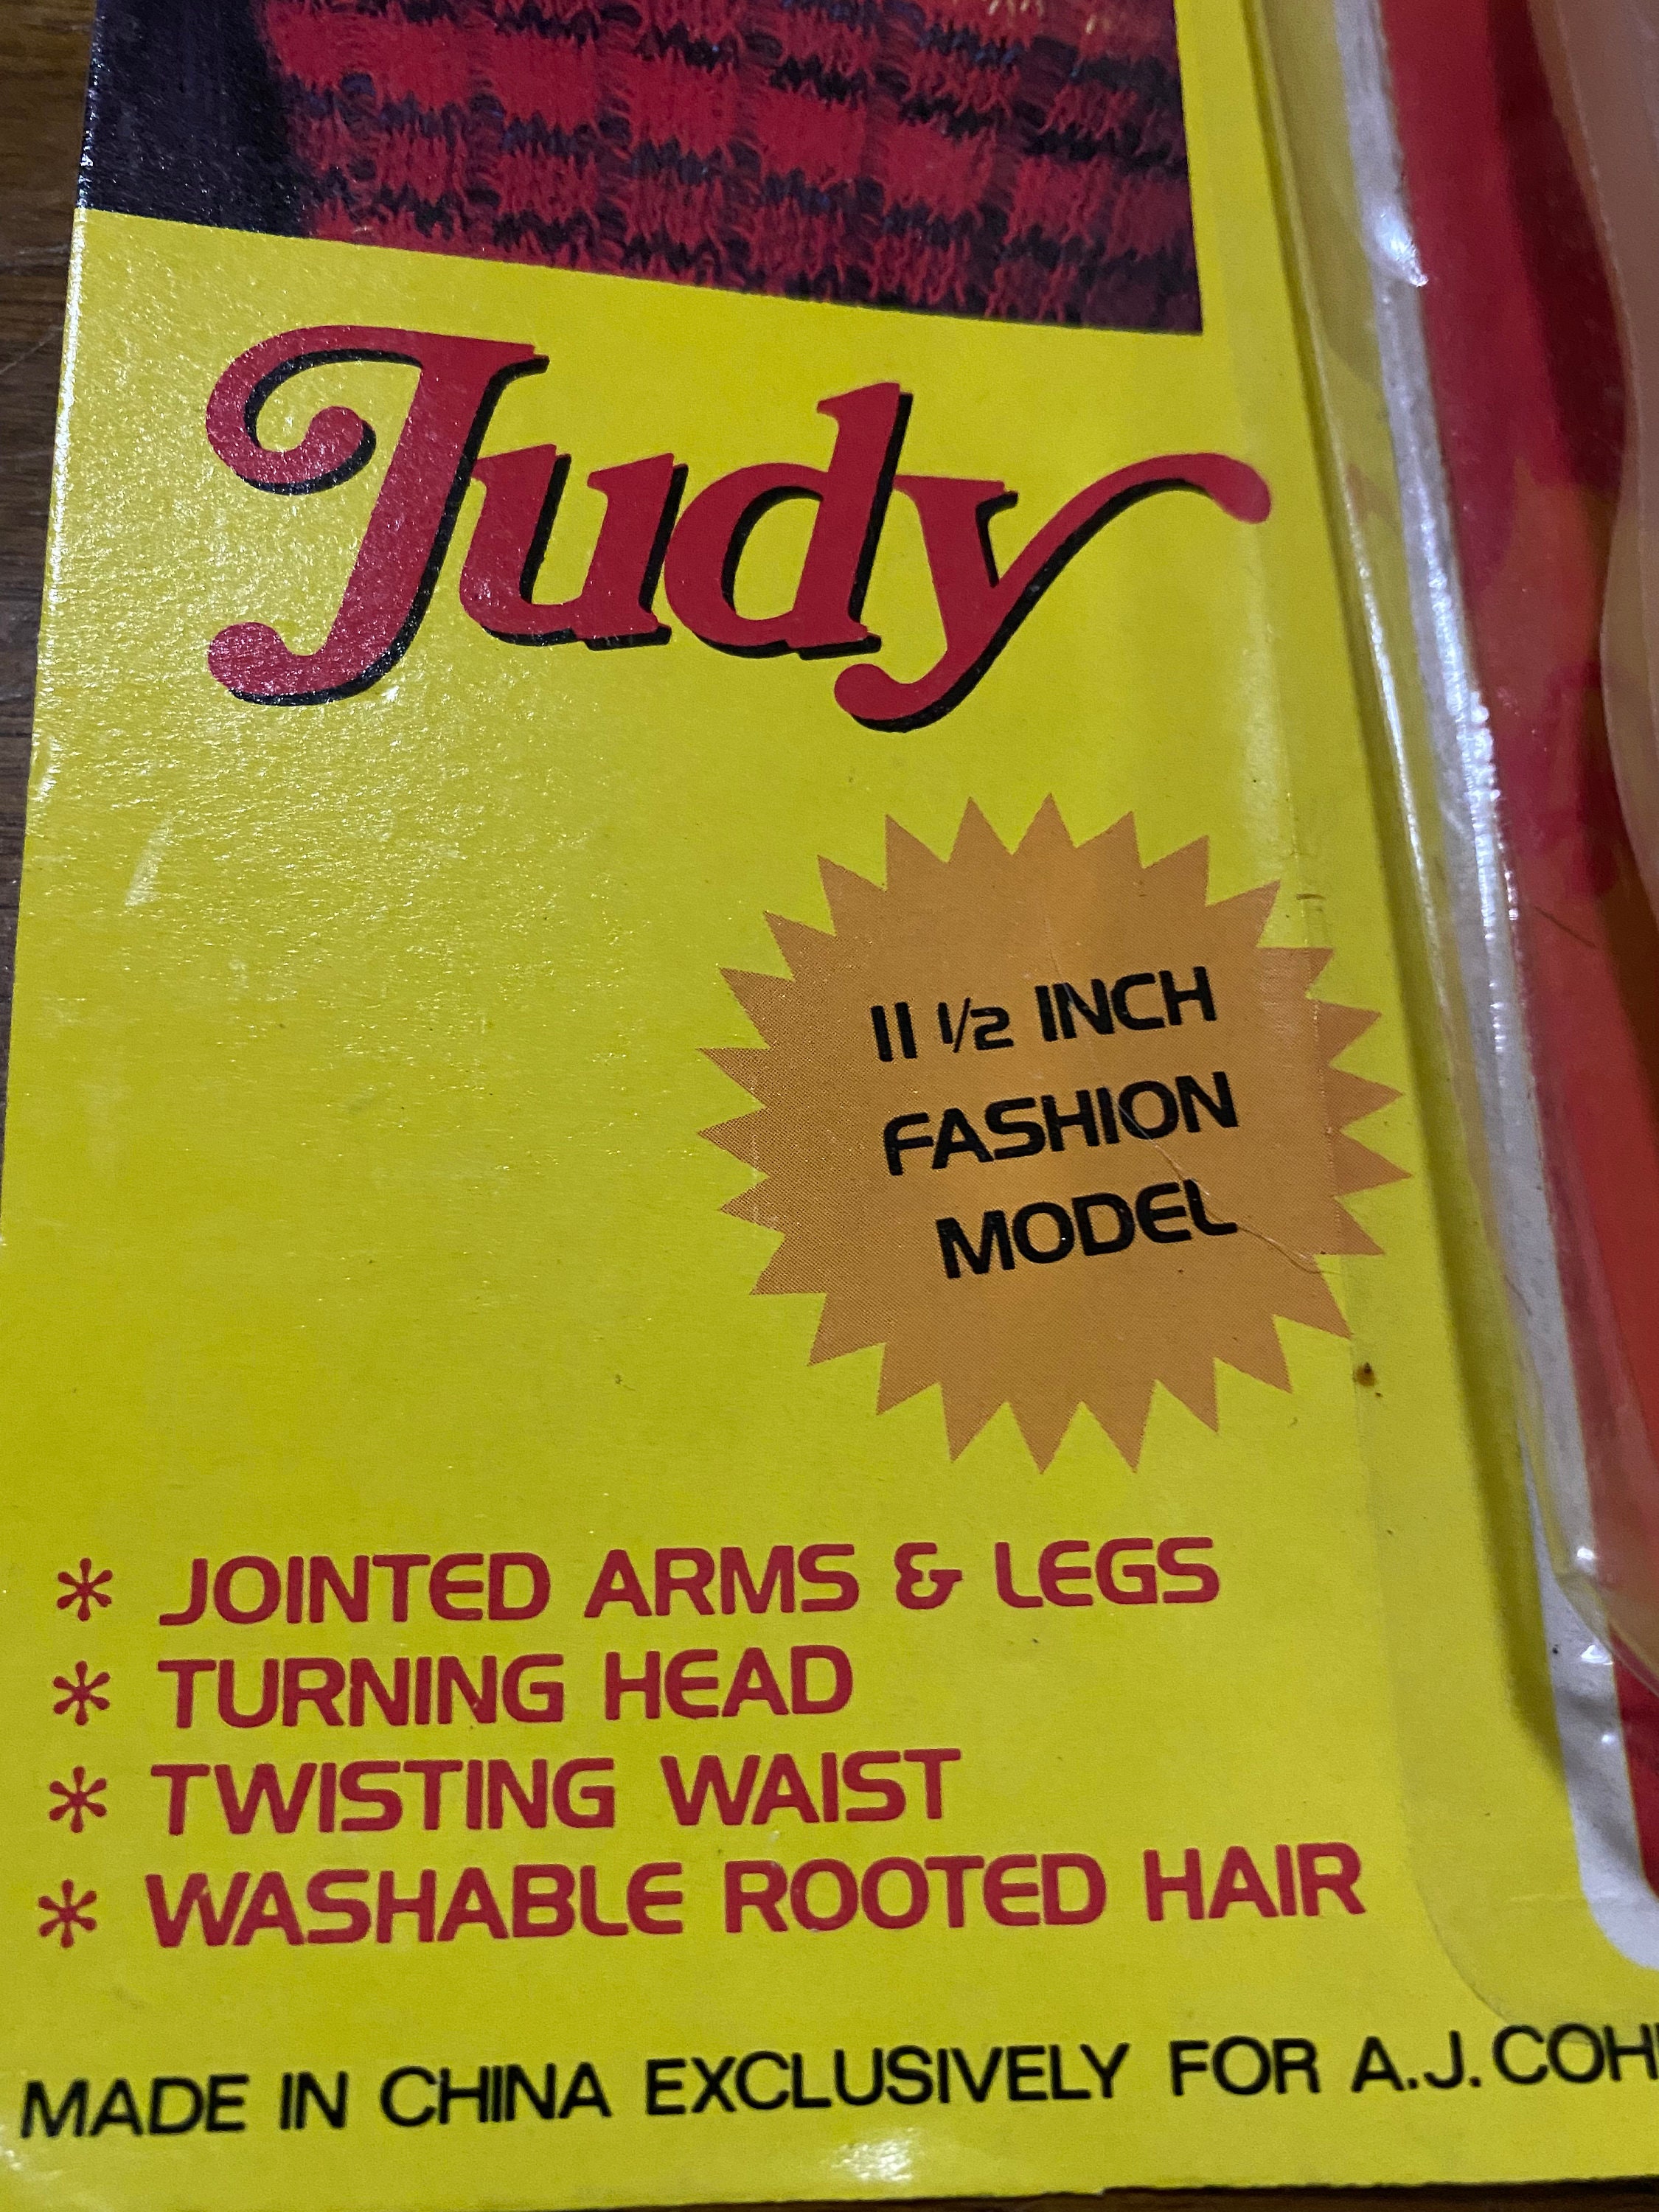 Judy
11 1/2 INCH
FASHION
MODEL
* JOINTED ARMS & LEGS
* TURNING HEAD
* TWISTING WAIST
* WASHABLE ROOTED HAIR
MADE IN CHINA EXCLUSIVELY FOR A.J.